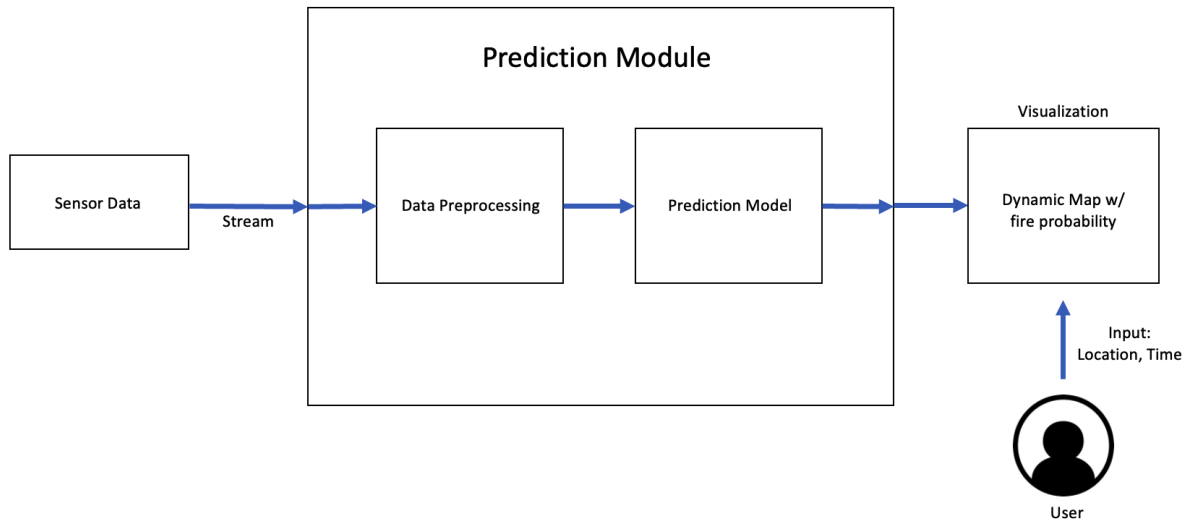 Prediction Module
Visualization
Sensor Data
Stream
Data Preprocessing
Prediction Model
Dynamic Map w/
fire probability
Input:
Location, Time
User